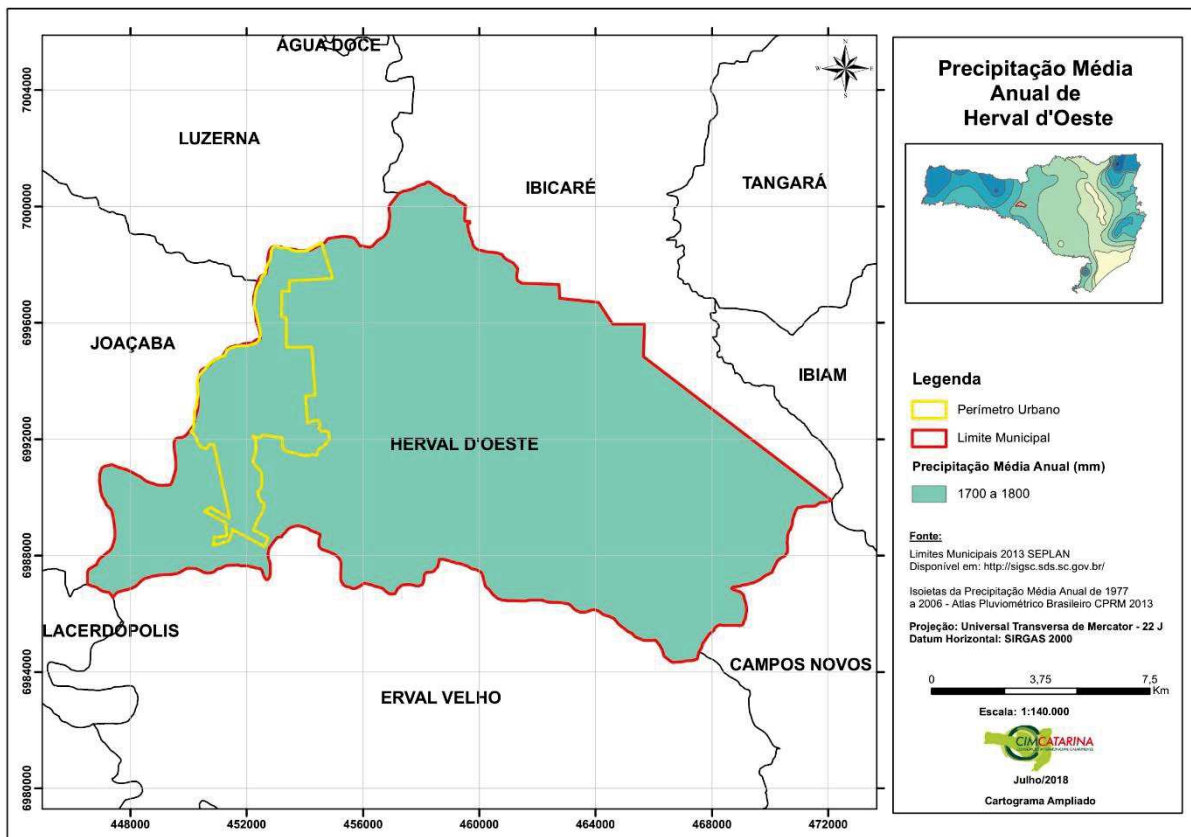 ÁGUA DOCE
LUZERNA
IBICARÉ
TANGARÁ
JOAÇABA
IBIAM
HERVAL D'OESTE
LACERDÓPOLIS
CAMPOS NOVOS
ERVAL VELHO
N
W
E
S
7004000
7000000
6996000
6992000
6988000
6984000
6980000
448000
452000
456000
460000
464000
468000
472000
Precipitação Média
Anual de
Herval d'Oeste
Legenda
Perímetro Urbano
Limite Municipal
Precipitação Média Anual (mm)
1700 a 1800
Fonte:
Limites Municipais 2013 SEPLAN
Disponível em: http://sigsc.sds.sc.gov.br/
Isoietas da Precipitação Média Anual de 1977
a 2006 - Atlas Pluviométrico Brasileiro CPRM 2013
Projeção: Universal Transversa de Mercator - 22 J
Datum Horizontal: SIRGAS 2000
0 3,75 7,5
Km
Escala: 1:140.000
CIMCATARINA
Julho/2018
Cartograma Ampliado